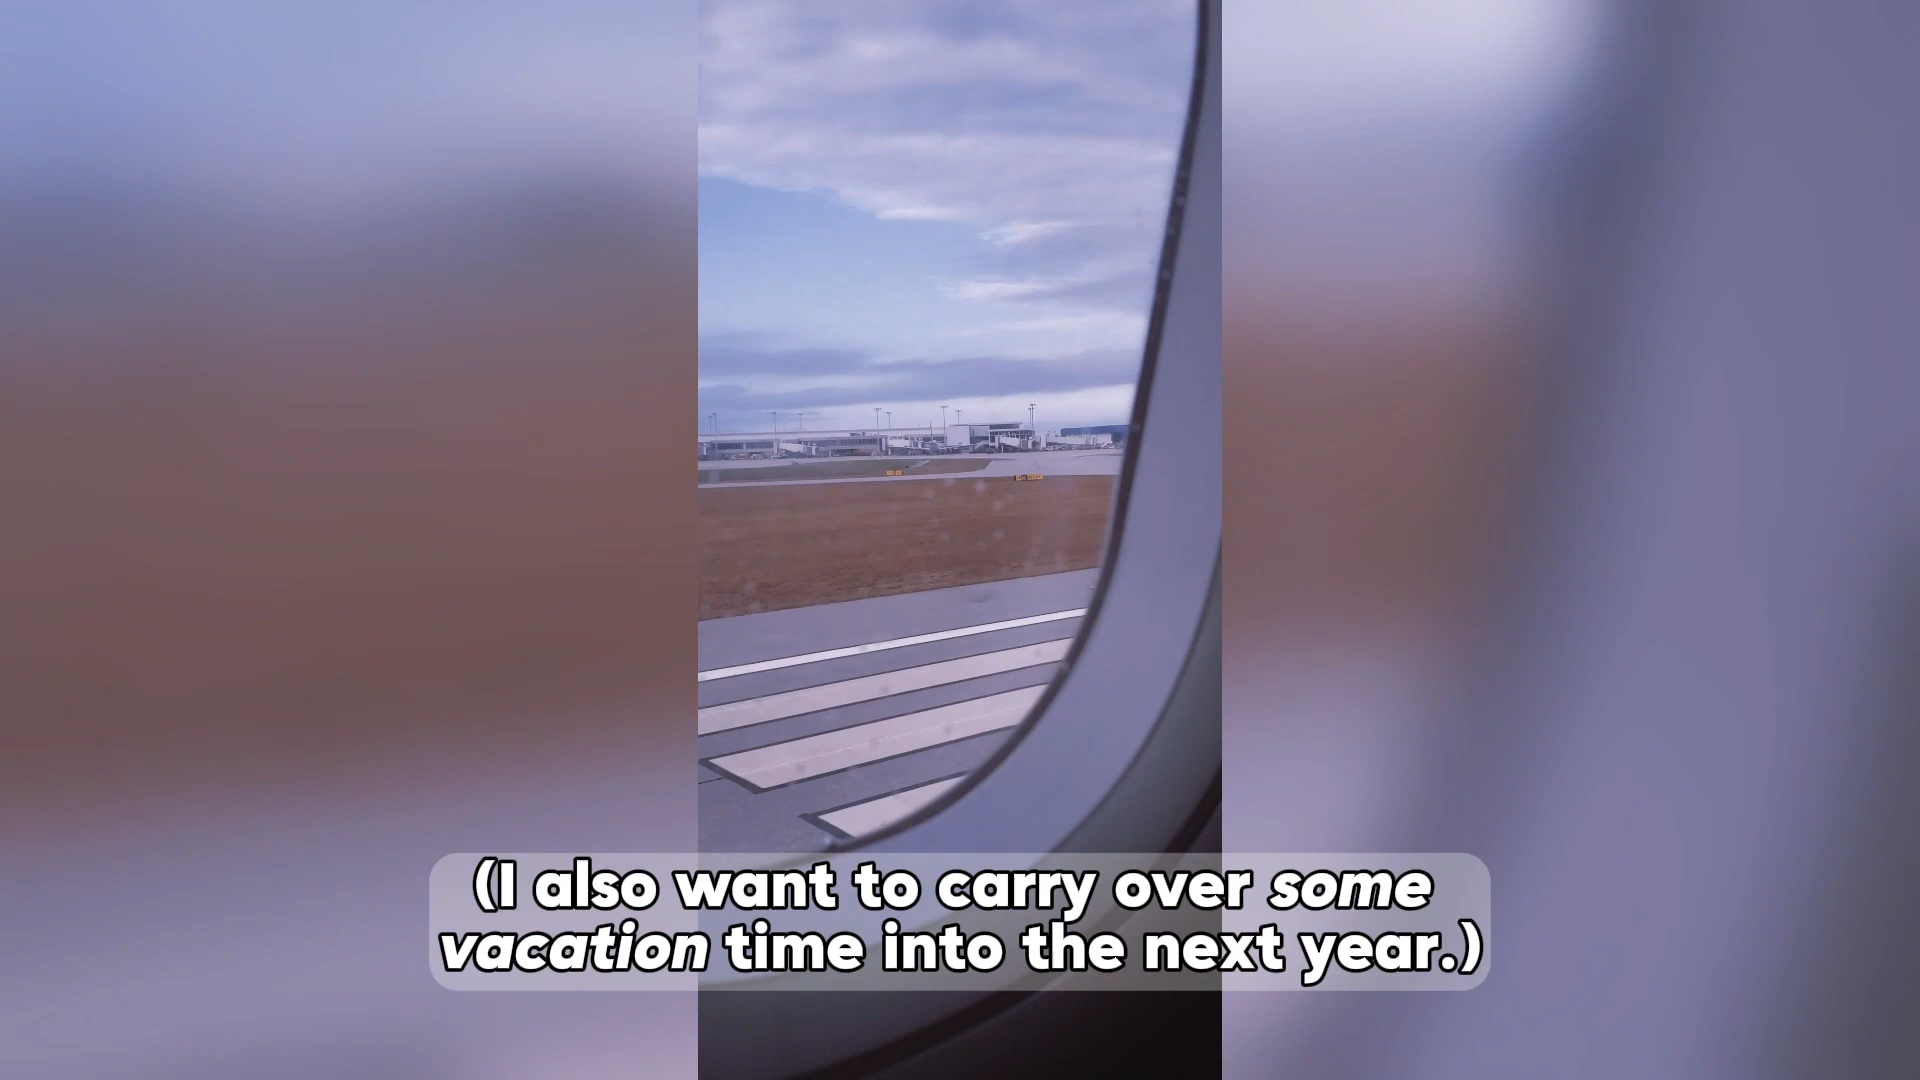 (I also want to carry over some
vacation time into the next year.)